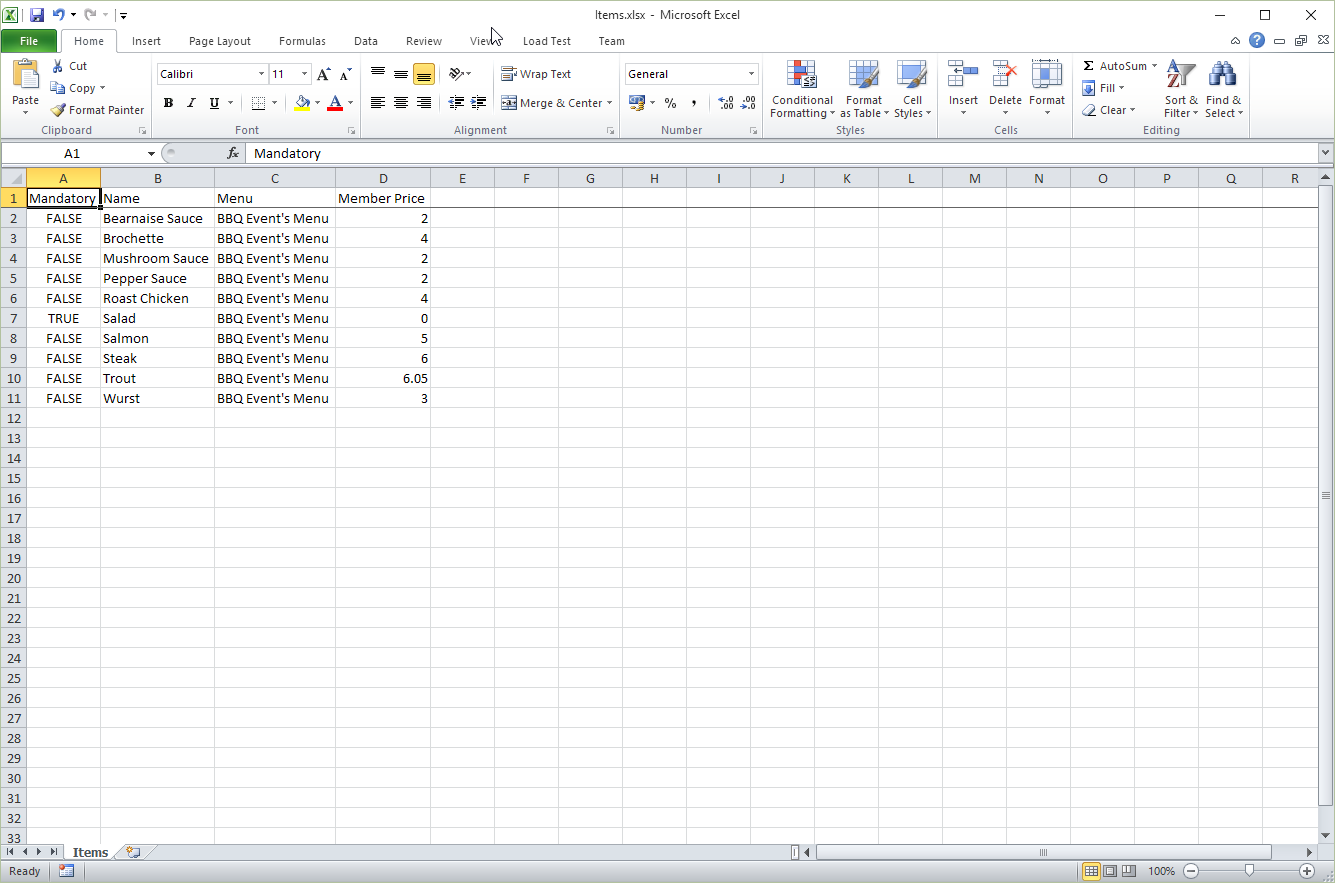 Items.xlsx - Microsoft Excel
File Home Insert Page Layout Formulas Data Review View Load Test Team
Paste Cut Copy Format Painter Clipboard
Calibri 11 A A B I U A Font
Wrap Text Merge & Center Alignment
General % , .0 .00 .00 .0 Number
Conditional Formatting Format as Table Cell Styles Styles
Insert Delete Format Cells
Σ AutoSum Fill Clear Sort & Filter Find & Select Editing
A1 fx Mandatory
A B C D E F G H I J K L M N O P Q R
1 Mandatory Name Menu Member Price
2 FALSE Bearnaise Sauce BBQ Event's Menu 2
3 FALSE Brochette BBQ Event's Menu 4
4 FALSE Mushroom Sauce BBQ Event's Menu 2
5 FALSE Pepper Sauce BBQ Event's Menu 2
6 FALSE Roast Chicken BBQ Event's Menu 4
7 TRUE Salad BBQ Event's Menu 0
8 FALSE Salmon BBQ Event's Menu 5
9 FALSE Steak BBQ Event's Menu 6
10 FALSE Trout BBQ Event's Menu 6.05
11 FALSE Wurst BBQ Event's Menu 3
12
13
14
15
16
17
18
19
20
21
22
23
24
25
26
27
28
29
30
31
32
33
Items
Ready 100%